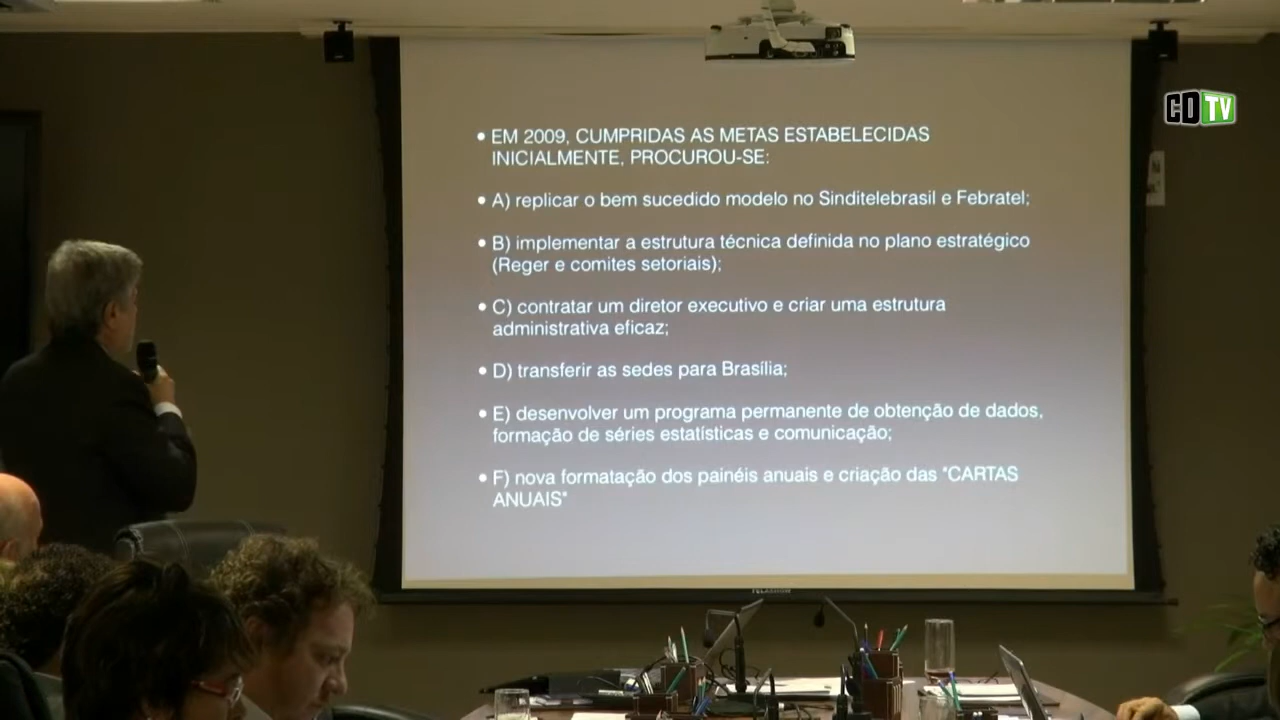 CDTV
• EM 2009, CUMPRIDAS AS METAS ESTABELECIDAS
INICIALMENTE, PROCUROU-SE:
• A) replicar o bem sucedido modelo no Sinditelebrasil e Febratel;
• B) implementar a estrutura técnica definida no plano estratégico
(Reger e comites setoriais);
• C) contratar um diretor executivo e criar uma estrutura
administrativa eficaz;
• D) transferir as sedes para Brasília;
• E) desenvolver um programa permanente de obtenção de dados,
formação de séries estatísticas e comunicação;
• F) nova formatação dos painéis anuais e criação das "CARTAS
ANUAIS"